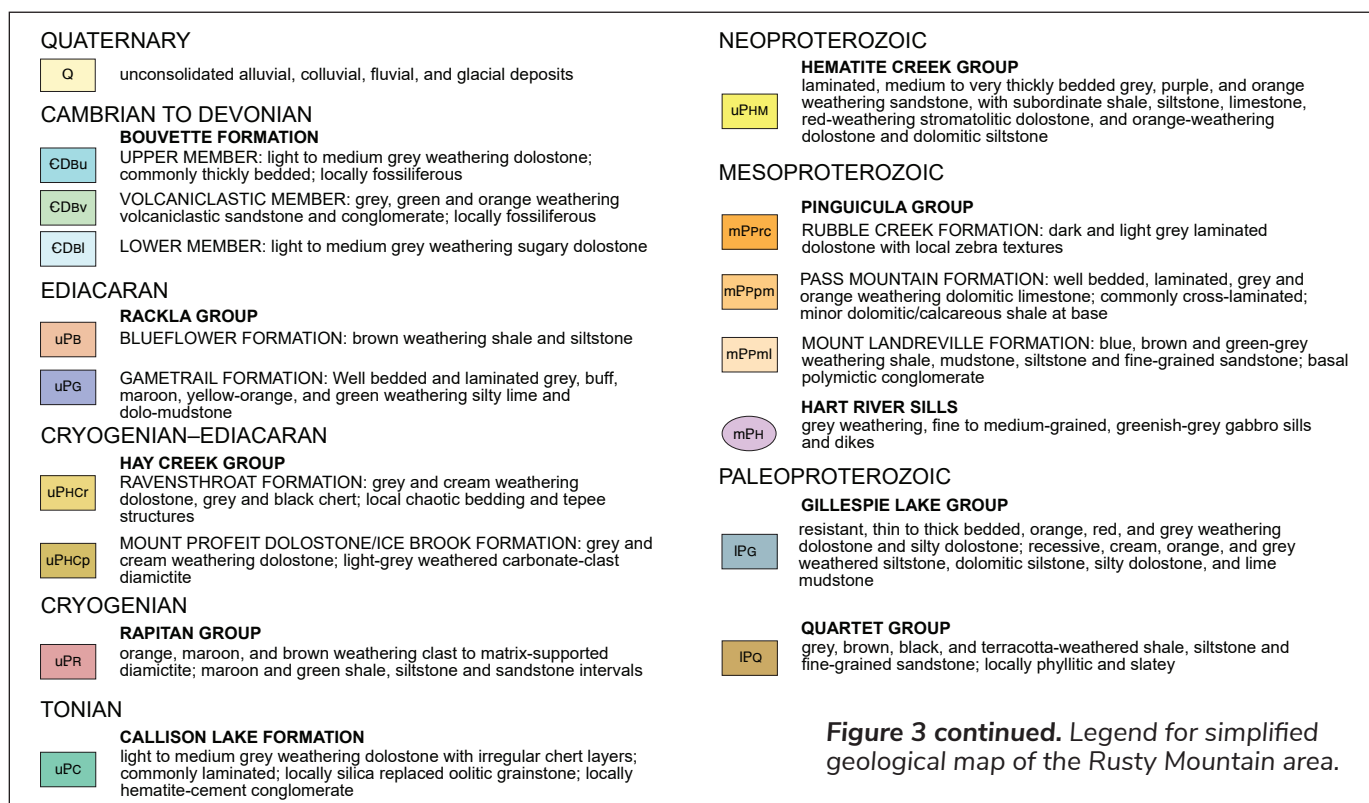 QUATERNARY
Q
unconsolidated alluvial, colluvial, fluvial, and glacial deposits
CAMBRIAN TO DEVONIAN
BOUVETTE FORMATION
ЄDBu
UPPER MEMBER: light to medium grey weathering dolostone;
commonly thickly bedded; locally fossiliferous
ЄDBv
VOLCANICLASTIC MEMBER: grey, green and orange weathering
volcaniclastic sandstone and conglomerate; locally fossiliferous
ЄDBl
LOWER MEMBER: light to medium grey weathering sugary dolostone
EDIACARAN
RACKLA GROUP
uPB
BLUEFLOWER FORMATION: brown weathering shale and siltstone
uPG
GAMETRAIL FORMATION: Well bedded and laminated grey, buff,
maroon, yellow-orange, and green weathering silty lime and
dolo-mudstone
CRYOGENIAN–EDIACARAN
HAY CREEK GROUP
uPHCr
RAVENSTHROAT FORMATION: grey and cream weathering
dolostone, grey and black chert; local chaotic bedding and tepee
structures
uPHCp
MOUNT PROFEIT DOLOSTONE/ICE BROOK FORMATION: grey and
cream weathering dolostone; light-grey weathered carbonate-clast
diamictite
CRYOGENIAN
RAPITAN GROUP
uPR
orange, maroon, and brown weathering clast to matrix-supported
diamictite; maroon and green shale, siltstone and sandstone intervals
TONIAN
CALLISON LAKE FORMATION
uPC
light to medium grey weathering dolostone with irregular chert layers;
commonly laminated; locally silica replaced oolitic grainstone; locally
hematite-cement conglomerate
NEOPROTEROZOIC
HEMATITE CREEK GROUP
uPHM
laminated, medium to very thickly bedded grey, purple, and orange
weathering sandstone, with subordinate shale, siltstone, limestone,
red-weathering stromatolitic dolostone, and orange-weathering
dolostone and dolomitic siltstone
MESOPROTEROZOIC
PINGUICULA GROUP
mPPrc
RUBBLE CREEK FORMATION: dark and light grey laminated
dolostone with local zebra textures
mPPpm
PASS MOUNTAIN FORMATION: well bedded, laminated, grey and
orange weathering dolomitic limestone; commonly cross-laminated;
minor dolomitic/calcareous shale at base
mPPml
MOUNT LANDREVILLE FORMATION: blue, brown and green-grey
weathering shale, mudstone, siltstone and fine-grained sandstone; basal
polymictic conglomerate
HART RIVER SILLS
mPH
grey weathering, fine to medium-grained, greenish-grey gabbro sills
and dikes
PALEOPROTEROZOIC
GILLESPIE LAKE GROUP
lPG
resistant, thin to thick bedded, orange, red, and grey weathering
dolostone and silty dolostone; recessive, cream, orange, and grey
weathered siltstone, dolomitic silstone, silty dolostone, and lime
mudstone
QUARTET GROUP
lPQ
grey, brown, black, and terracotta-weathered shale, siltstone and
fine-grained sandstone; locally phyllitic and slatey
Figure 3 continued. Legend for simplified
geological map of the Rusty Mountain area.